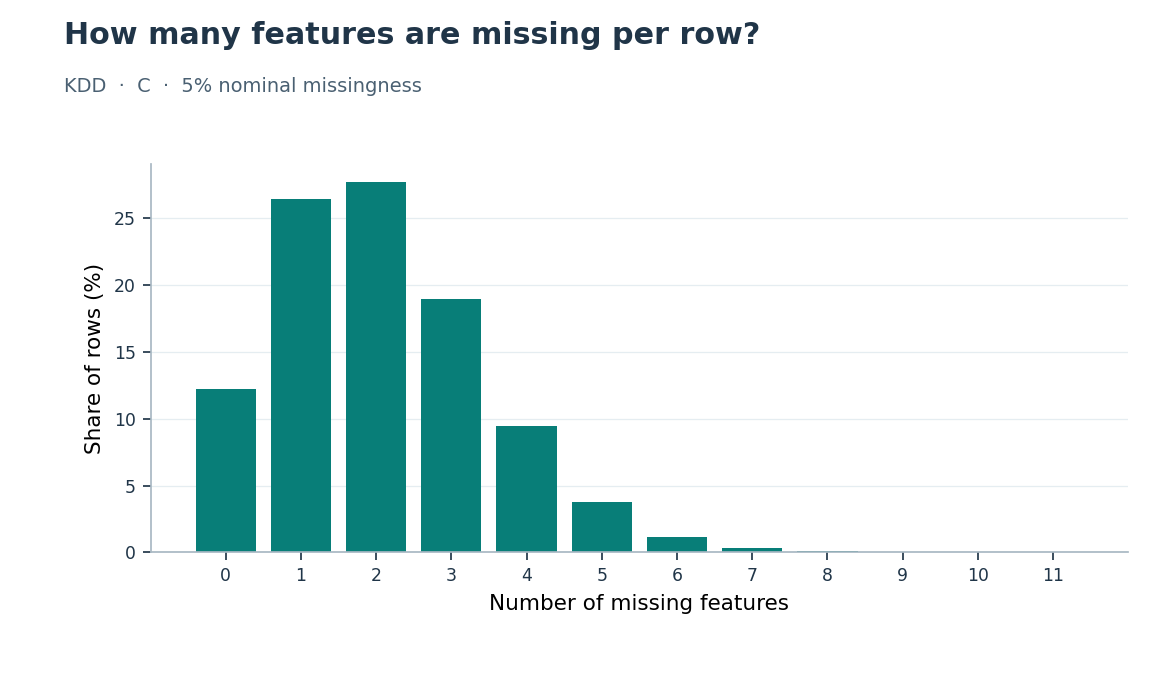 How many features are missing per row?
KDD · C · 5% nominal missingness
Share of rows (%)
25
20
15
10
5
0
0 1 2 3 4 5 6 7 8 9 10 11
Number of missing features